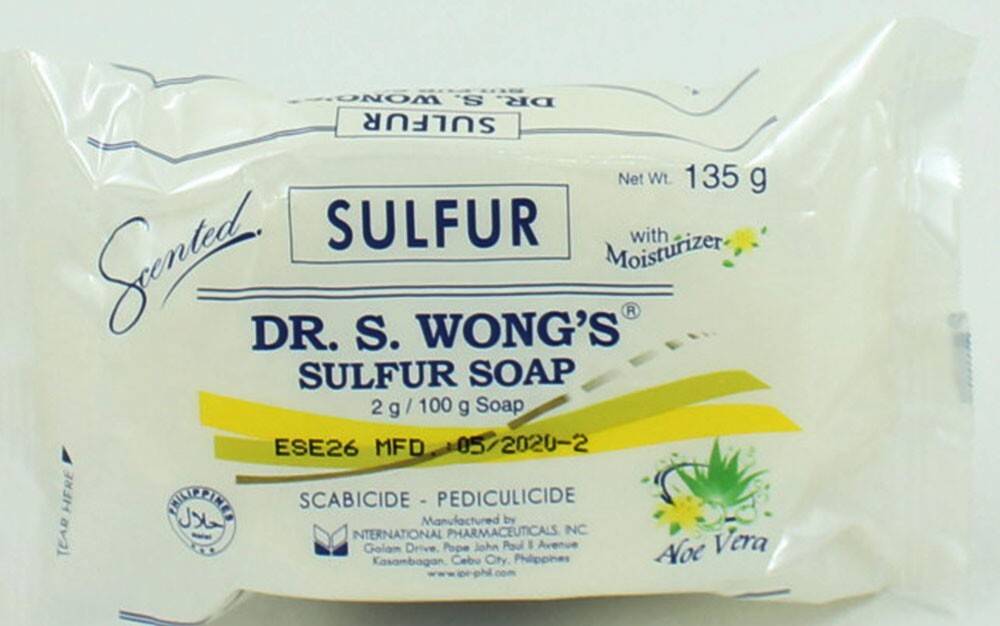 DR. S. WONG'S
SULFUR
Net Wt. 135 g
Scented
SULFUR
with
Moisturizer
DR. S. WONG'S®
SULFUR SOAP
2 g / 100 g Soap
ESE26 MFD.:05/2020-2
SCABICIDE - PEDICULICIDE
TEAR HERE
PHILIPPINES
حلال
Halal
Manufactured by
INTERNATIONAL PHARMACEUTICALS, INC.
Golam Drive, Pope John Paul II Avenue
Kasambagan, Cebu City, Philippines
www.ipi-phil.com
Aloe Vera